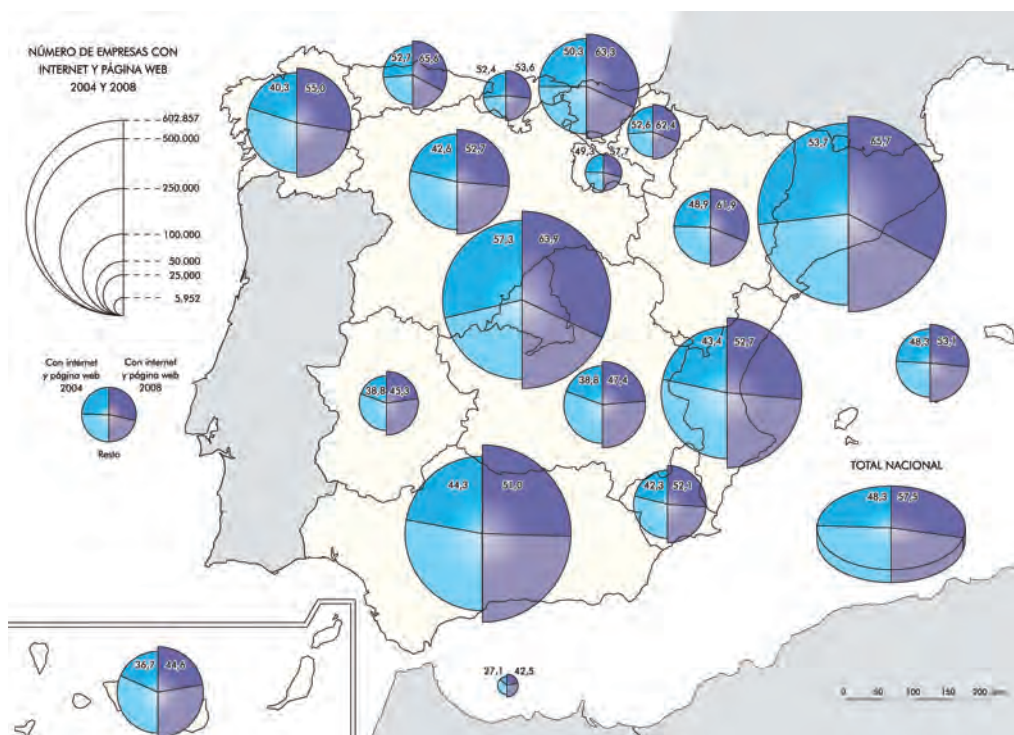 NÚMERO DE EMPRESAS CON
INTERNET Y PÁGINA WEB
2004 Y 2008
602.857
500.000
250.000
100.000
50.000
25.000
5.952
Con internet
y página web
2004
Con internet
y página web
2008
Resto
40,3 55,0
52,7 65,6
52,4 53,6
50,3 63,3
52,6 62,4
49,3 57,7
42,6 52,7
48,9 61,9
53,7 65,7
57,3 63,9
43,4 52,7
48,3 53,1
38,8 45,3
38,8 47,4
44,3 51,0
42,3 52,1
TOTAL NACIONAL
48,3 57,5
36,7 44,6
27,1 42,5
0 50 100 150 200